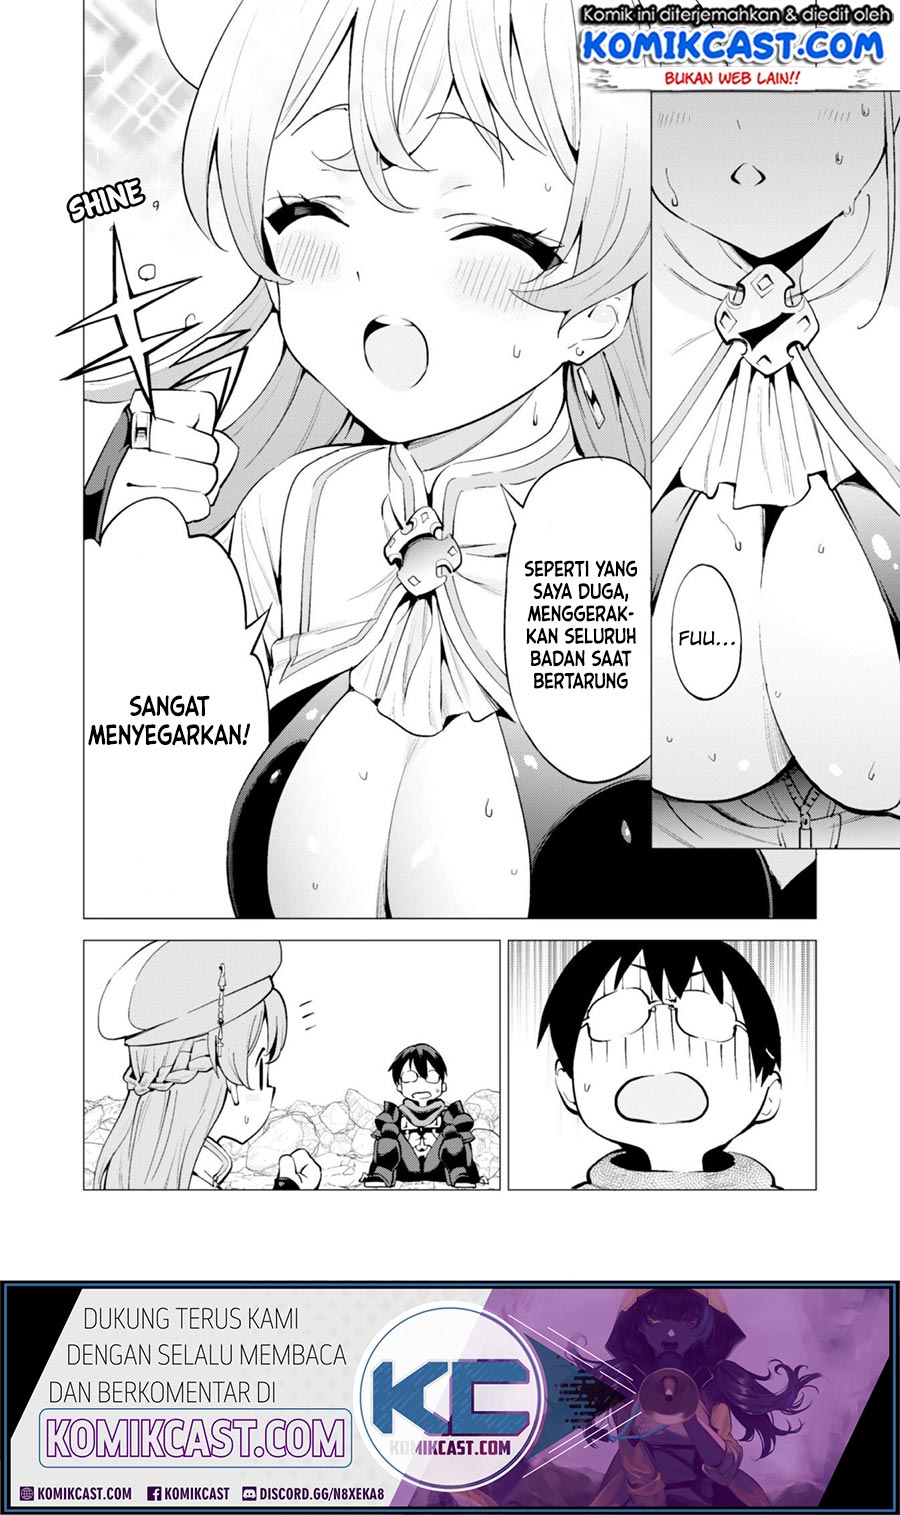 Komik ini diterjemahkan & diedit oleh
KOMIKCAST.COM
BUKAN WEB LAIN!!
FUU...
SHINE
SEPERTI YANG
SAYA DUGA,
MENGGERAK-
KAN SELURUH
BADAN SAAT
BERTARUNG
SANGAT
MENYEGARKAN!
DUKUNG TERUS KAMI
DENGAN SELALU MEMBACA
DAN BERKOMENTAR DI
KOMIKCAST.COM
KOMIKCAST.COM
KOMIKCAST
DISCORD.GG/N8XEKA8
KC
KOMIKCAST.COM